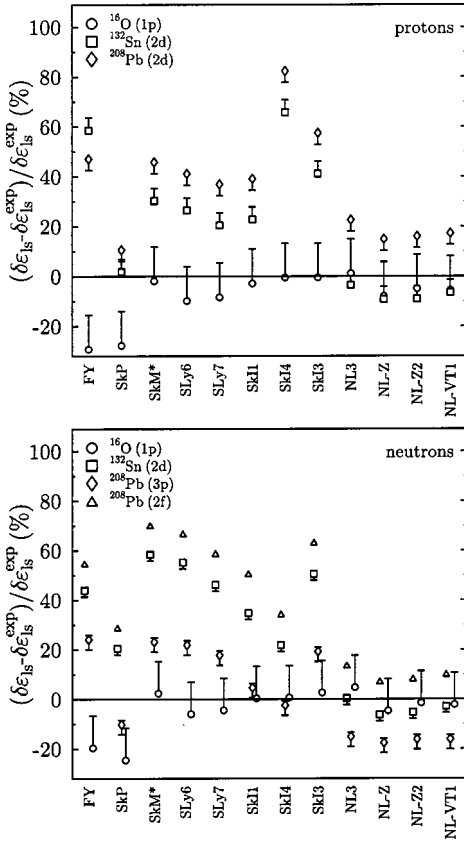 100
80
60
40
20
0
-20
(δε_ls-δε_ls^exp)/δε_ls^exp (%)
○ ^16O (1p)
□ ^132Sn (2d)
◇ ^208Pb (2d)
protons
FY
SkP
SkM*
SLy6
SLy7
SkI1
SkI4
SkI3
NL3
NL-Z
NL-Z2
NL-VT1
100
80
60
40
20
0
-20
(δε_ls-δε_ls^exp)/δε_ls^exp (%)
○ ^16O (1p)
□ ^132Sn (2d)
◇ ^208Pb (3p)
△ ^208Pb (2f)
neutrons
FY
SkP
SkM*
SLy6
SLy7
SkI1
SkI4
SkI3
NL3
NL-Z
NL-Z2
NL-VT1